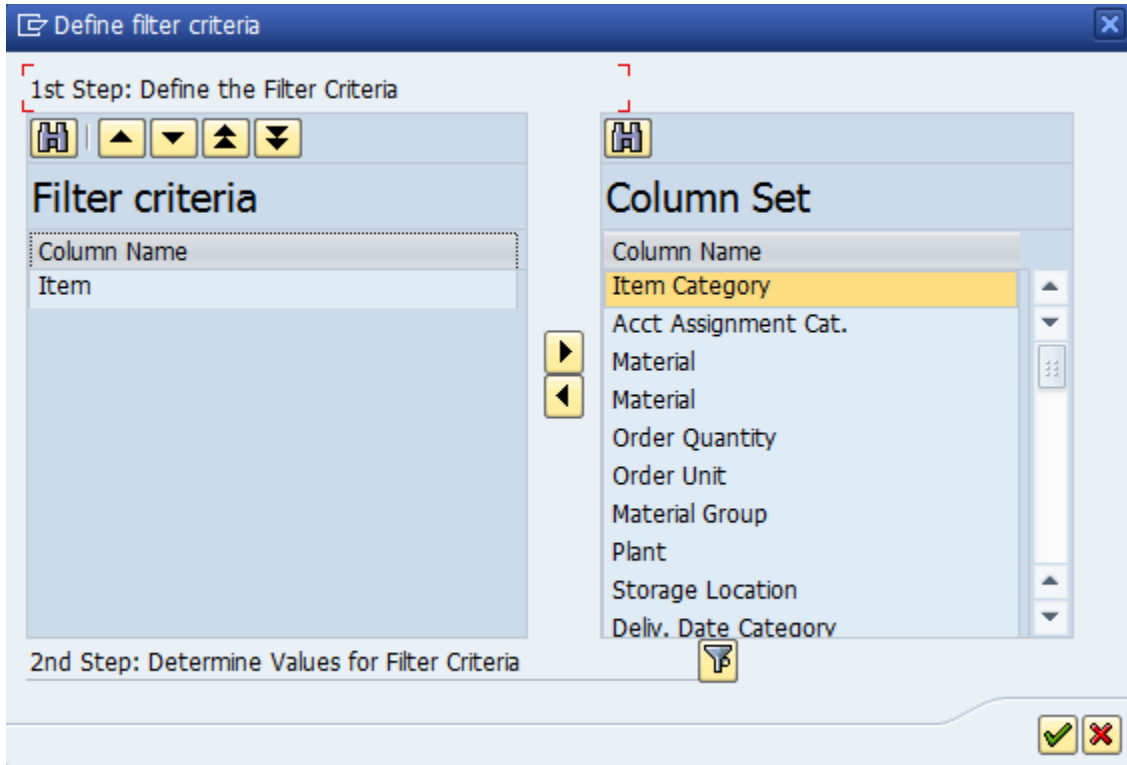 Define filter criteria
1st Step: Define the Filter Criteria
Filter criteria
Column Name
Item
Column Set
Column Name
Item Category
Acct Assignment Cat.
Material
Material
Order Quantity
Order Unit
Material Group
Plant
Storage Location
Deliv. Date Category
2nd Step: Determine Values for Filter Criteria